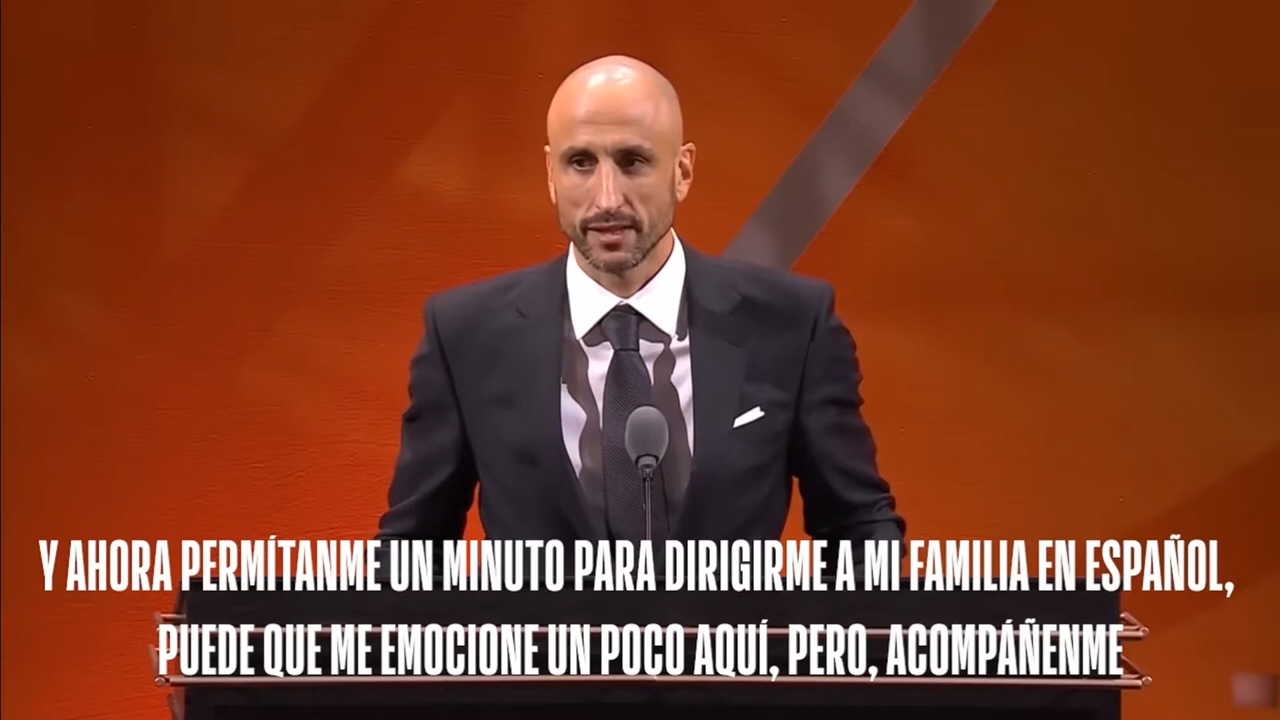 Y AHORA PERMÍTANME UN MINUTO PARA DIRIGIRME A MI FAMILIA EN ESPAÑOL,
PUEDE QUE ME EMOCIONE UN POCO AQUÍ, PERO, ACOMPÁÑENME